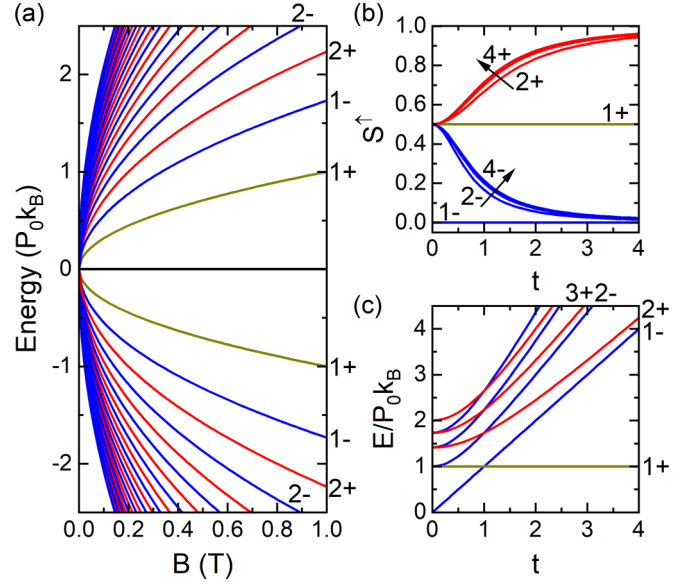 (a)
2-
2+
1-
1+
1+
1-
2+
2-
2
1
0
-1
-2
Energy (P₀k_B)
0.0 0.2 0.4 0.6 0.8 1.0
B (T)
(b)
1.0
0.8
0.6
0.4
0.2
0.0
S↑
4+
2+
1+
4-
2-
1-
0 1 2 3 4
t
(c)
3+ 2-
2+
1-
1+
4
3
2
1
0
E/P₀k_B
0 1 2 3 4
t